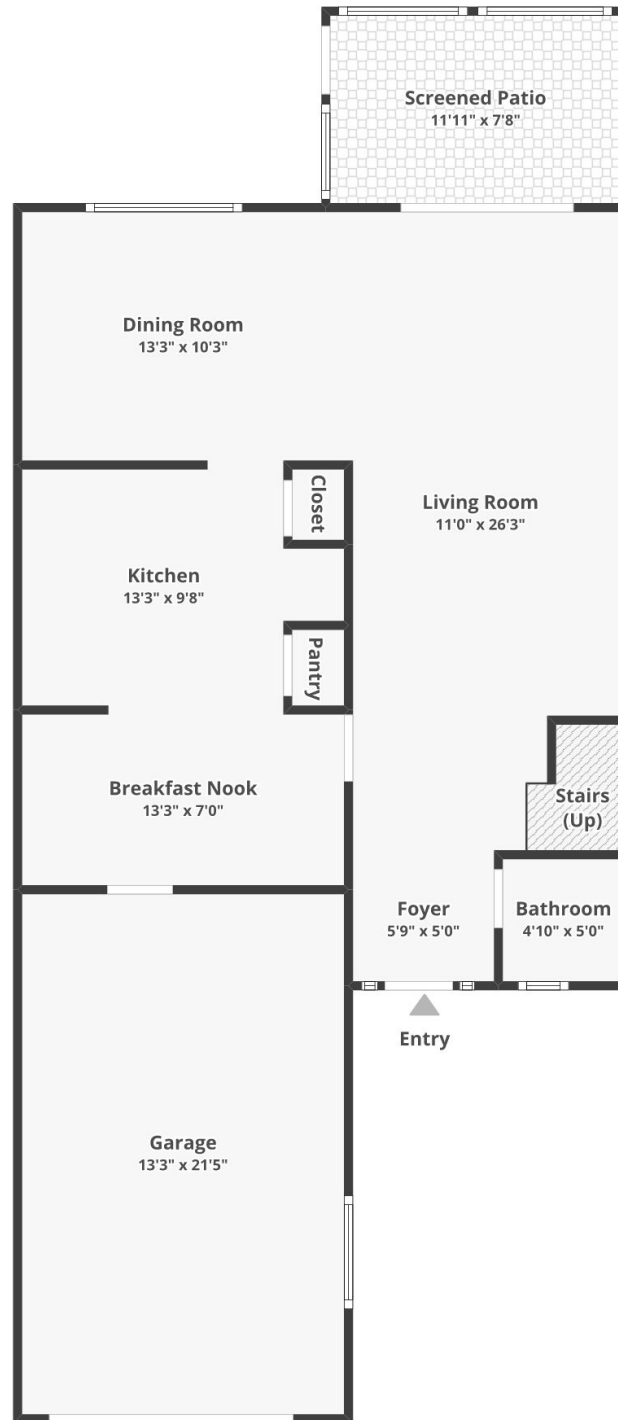 Screened Patio
11'11" x 7'8"
Dining Room
13'3" x 10'3"
Closet
Living Room
11'0" x 26'3"
Kitchen
13'3" x 9'8"
Pantry
Breakfast Nook
13'3" x 7'0"
Stairs
(Up)
Foyer
5'9" x 5'0"
Bathroom
4'10" x 5'0"
Entry
Garage
13'3" x 21'5"